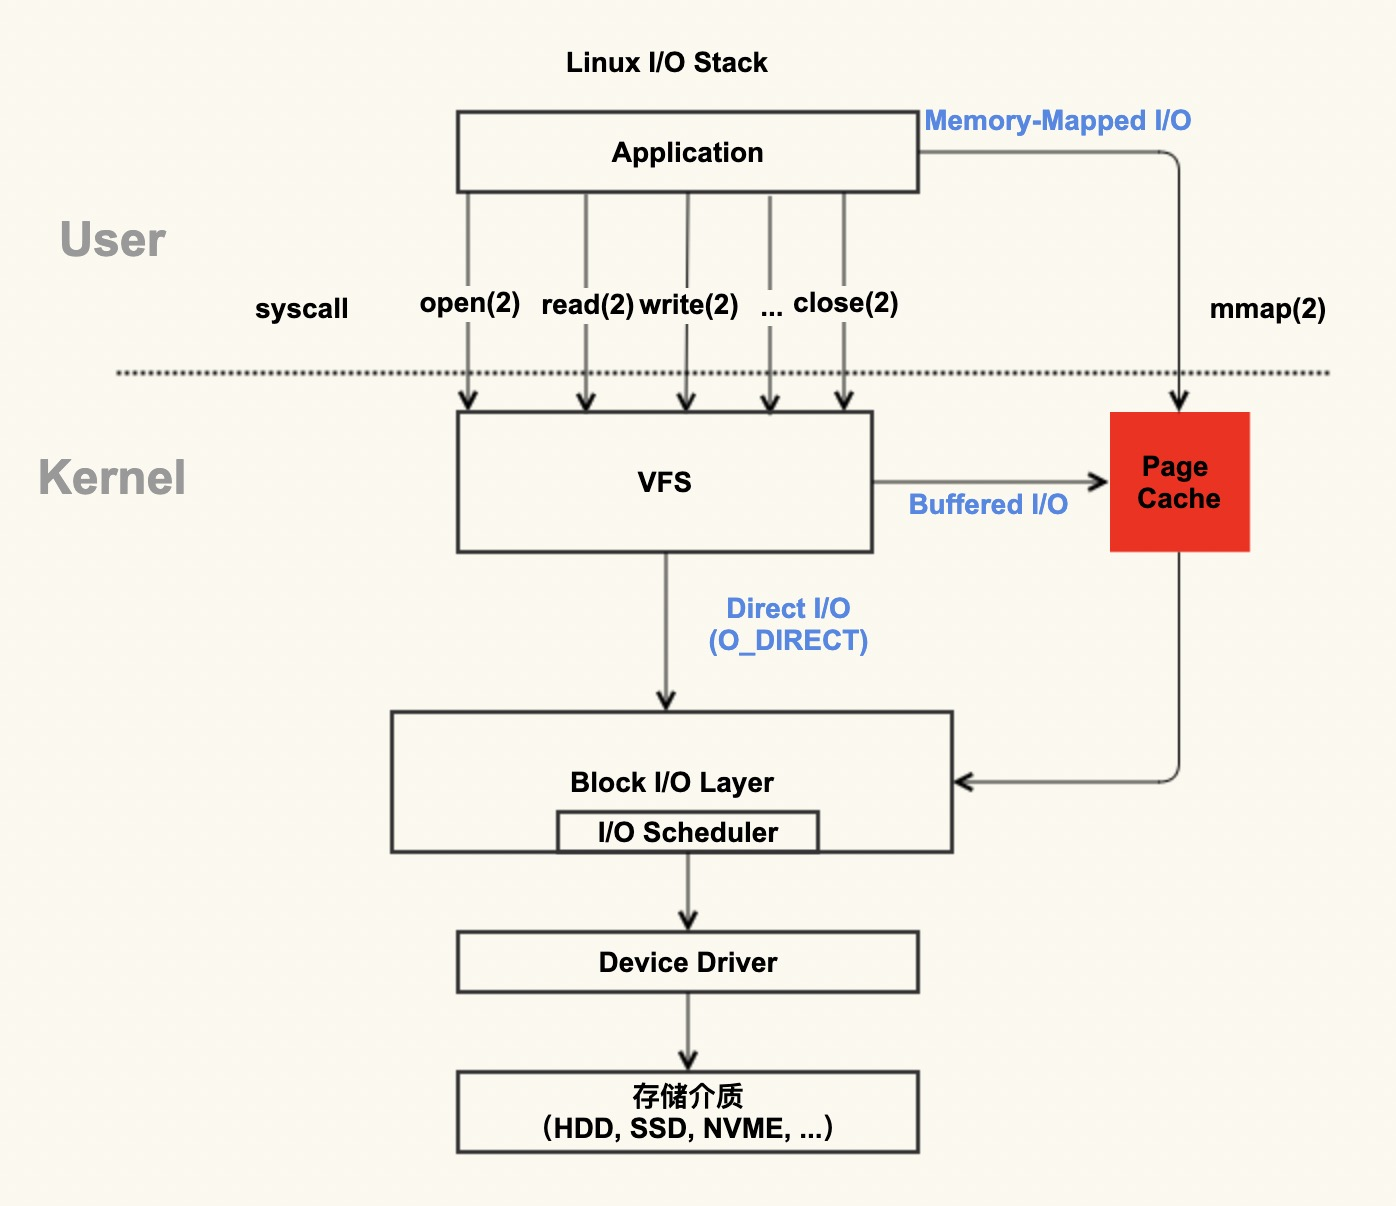 Linux I/O Stack
Memory-Mapped I/O
Application
User
syscall
open(2)
read(2)
write(2)
...
close(2)
mmap(2)
Kernel
VFS
Buffered I/O
Page
Cache
Direct I/O
(O_DIRECT)
Block I/O Layer
I/O Scheduler
Device Driver
存储介质
（HDD, SSD, NVME, ...）